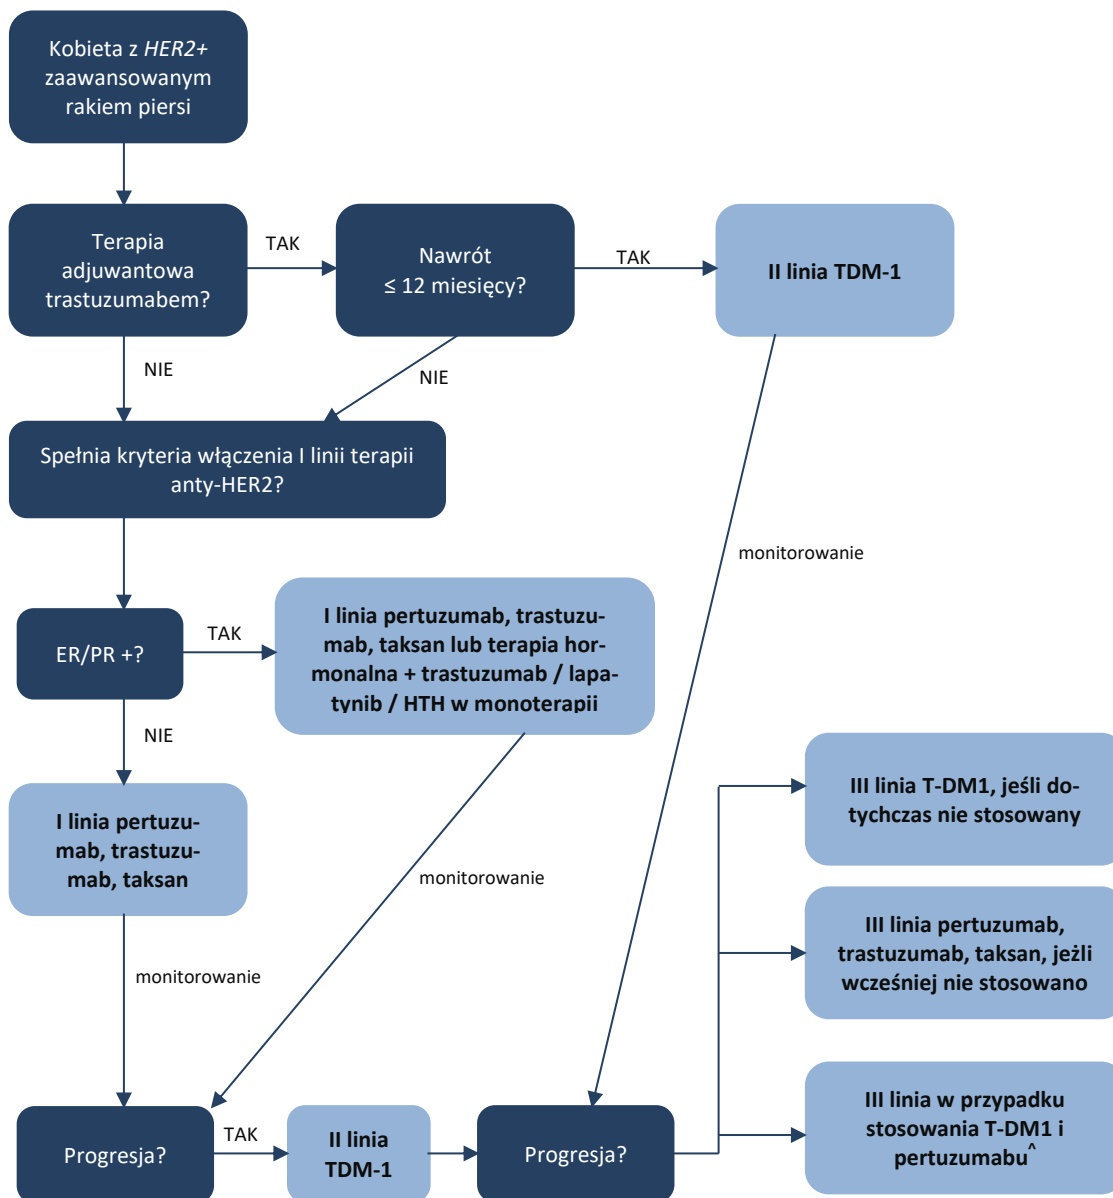 Kobieta z HER2+
zaawansowanym
rakiem piersi
Terapia
adjuwantowa
trastuzumabem?
TAK
Nawrót
≤ 12 miesięcy?
TAK
II linia TDM-1
NIE
NIE
Spełnia kryteria włączenia I linii terapii
anty-HER2?
monitorowanie
ER/PR +?
TAK
I linia pertuzumab, trastuzu-
mab, taksan lub terapia hor-
monalna + trastuzumab / lapa-
tynib / HTH w monoterapii
NIE
I linia pertuzu-
mab, trastuzu-
mab, taksan
monitorowanie
monitorowanie
III linia T-DM1, jeśli do-
tychczas nie stosowany
III linia pertuzumab,
trastuzumab, taksan, jeżli
wcześniej nie stosowano
III linia w przypadku
stosowania T-DM1 i
pertuzumabu^
Progresja?
TAK
II linia
TDM-1
Progresja?